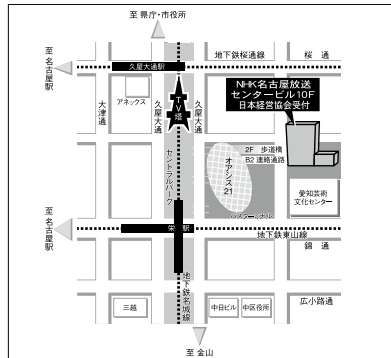 至 県庁・市役所
至 名古屋駅
久屋大通駅
地下鉄桜通線
桜 通
大津通
アネックス
久屋大通
TV塔
久屋大通
NHK名古屋放送
センタービル10F
日本経営協会受付
セントラルパーク
オアシス21
2F 歩道橋
B2 連絡通路
愛知芸術
文化センター
バスターミナル
至 名古屋駅
栄駅
地下鉄東山線
錦 通
地下鉄名城線
広小路通
三越
中日ビル
中区役所
至 金山